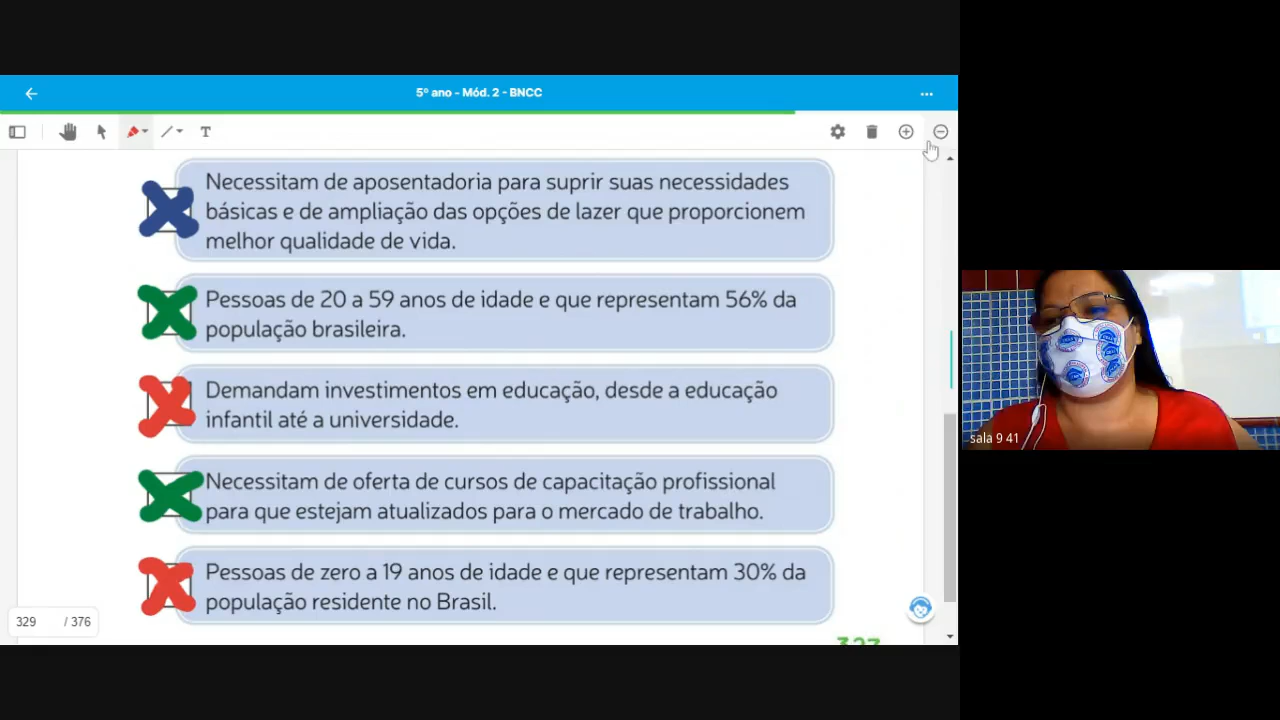 5º ano - Mód. 2 - BNCC
T
Necessitam de aposentadoria para suprir suas necessidades
básicas e de ampliação das opções de lazer que proporcionem
melhor qualidade de vida.
Pessoas de 20 a 59 anos de idade e que representam 56% da
população brasileira.
Demandam investimentos em educação, desde a educação
infantil até a universidade.
Necessitam de oferta de cursos de capacitação profissional
para que estejam atualizados para o mercado de trabalho.
Pessoas de zero a 19 anos de idade e que representam 30% da
população residente no Brasil.
329 / 376
sala 9 41